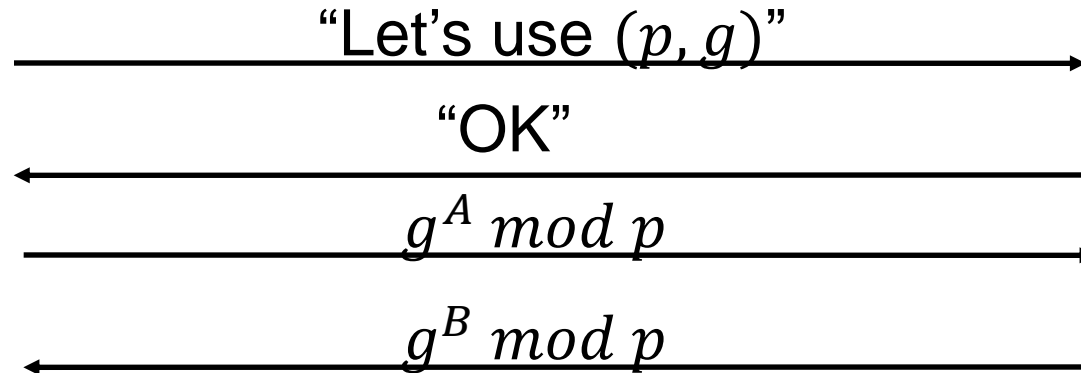 “Let’s use (p, g)”
“OK”
g^A mod p
g^B mod p